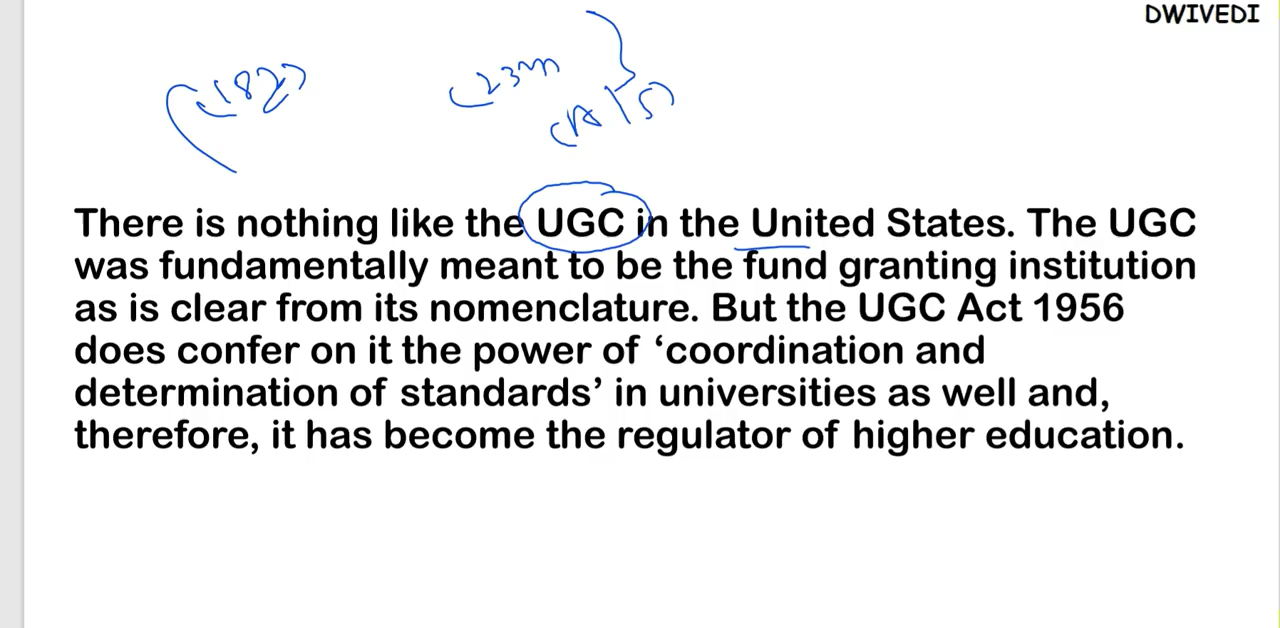 DWIVEDI
There is nothing like the UGC in the United States. The UGC
was fundamentally meant to be the fund granting institution
as is clear from its nomenclature. But the UGC Act 1956
does confer on it the power of ‘coordination and
determination of standards’ in universities as well and,
therefore, it has become the regulator of higher education.